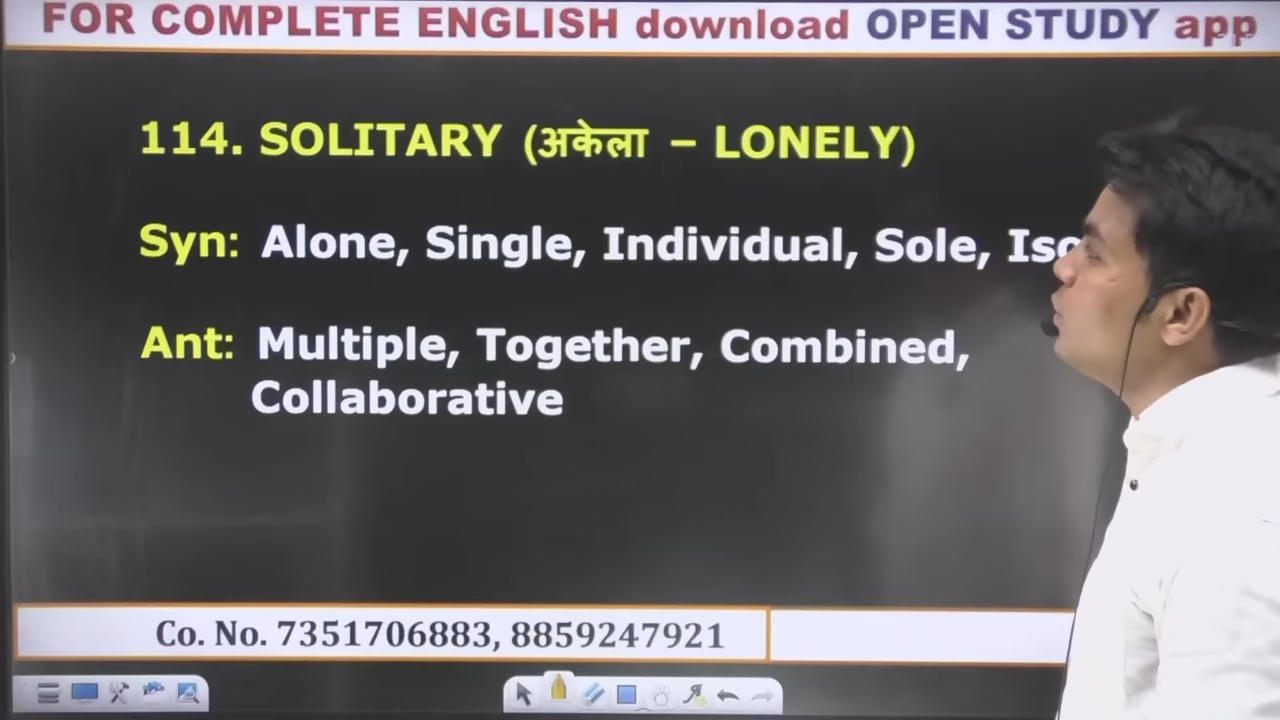 FOR COMPLETE ENGLISH download OPEN STUDY app
114. SOLITARY (अकेला – LONELY)
Syn: Alone, Single, Individual, Sole,
Ant: Multiple, Together, Combined,
Collaborative
Co. No. 7351706883, 8859247921